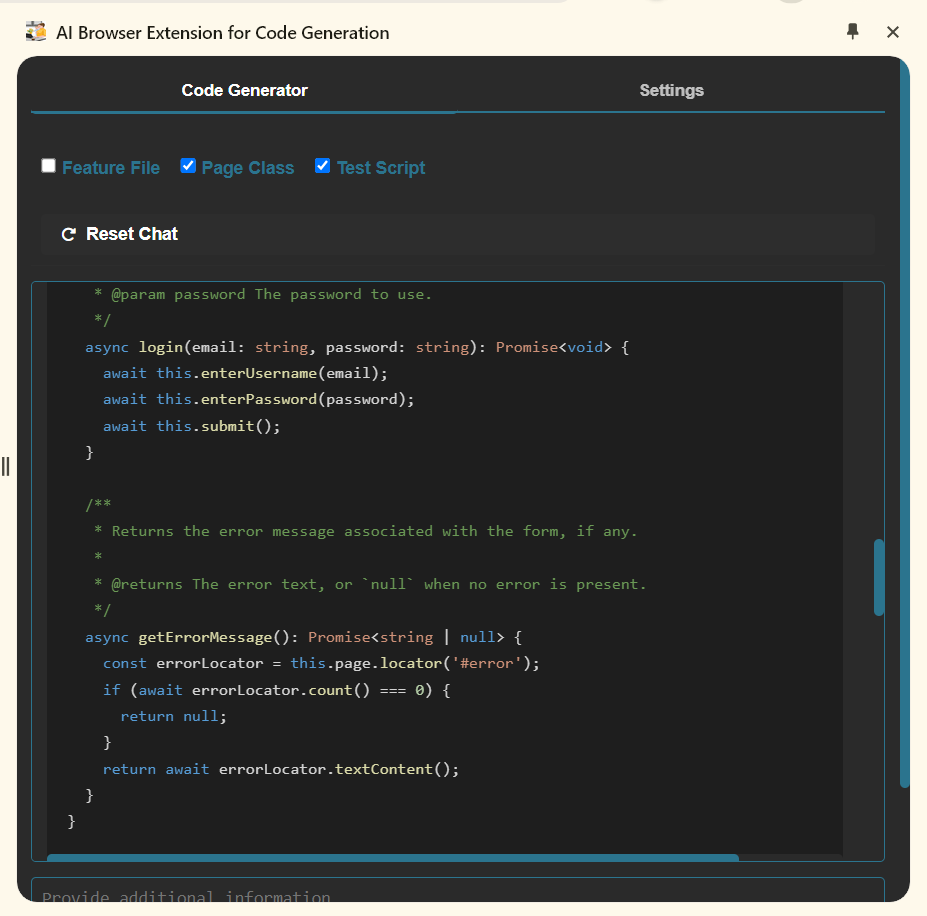 AI Browser Extension for Code Generation
Code Generator
Settings
Feature File
Page Class
Test Script
Reset Chat
* @param password The password to use.
*/
async login(email: string, password: string): Promise<void> {
await this.enterUsername(email);
await this.enterPassword(password);
await this.submit();
}
/**
* Returns the error message associated with the form, if any.
*
* @returns The error text, or `null` when no error is present.
*/
async getErrorMessage(): Promise<string | null> {
const errorLocator = this.page.locator('#error');
if (await errorLocator.count() === 0) {
return null;
}
return await errorLocator.textContent();
}
}
Provide additional information